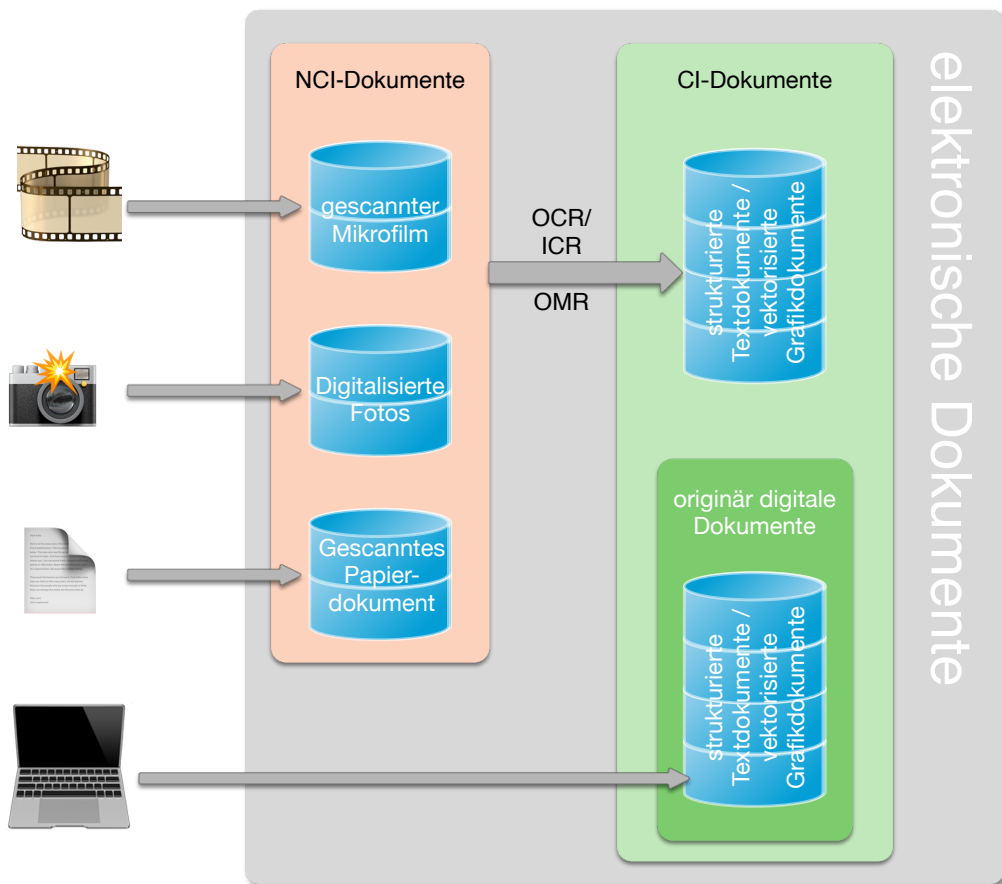 NCI-Dokumente
gescannter
Mikrofilm
Digitalisierte
Fotos
Gescanntes
Papier-
dokument
OCR/
ICR
OMR
CI-Dokumente
strukturierte
Textdokumente /
vektorisierte
Grafikdokumente
originär digitale
Dokumente
strukturierte
Textdokumente /
vektorisierte
Grafikdokumente
elektronische Dokumente